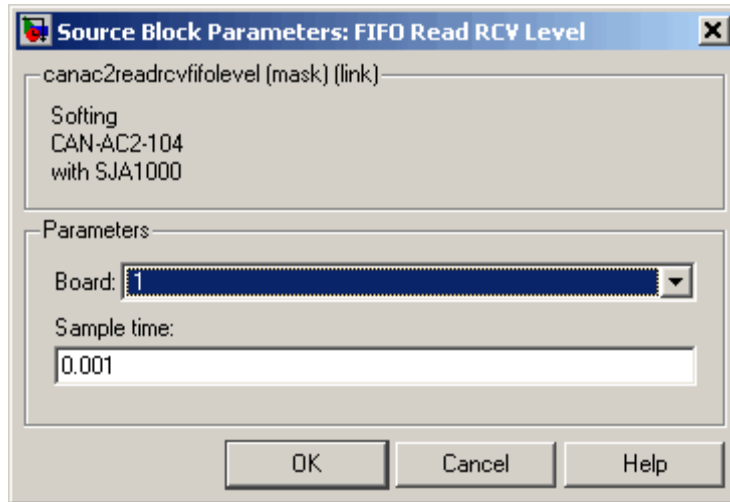 Source Block Parameters: FIFO Read RCV Level
canac2readrcvfifolevel (mask) (link)
Softing
CAN-AC2-104
with SJA1000
Parameters
Board: 1
Sample time:
0.001
OK Cancel Help